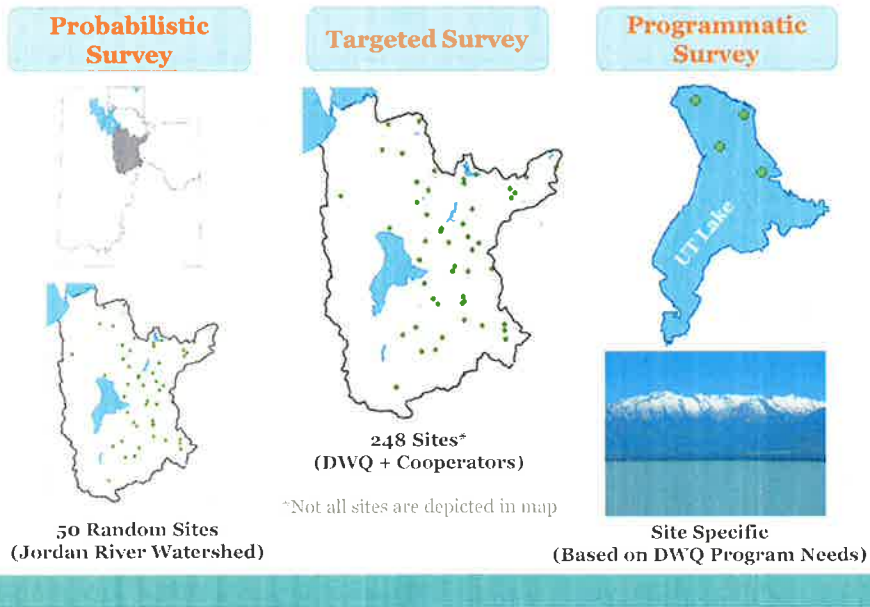 Probabilistic
Survey
50 Random Sites
(Jordan River Watershed)
Targeted Survey
248 Sites*
(DWQ + Cooperators)
*Not all sites are depicted in map
Programmatic
Survey
UT Lake
Site Specific
(Based on DWQ Program Needs)